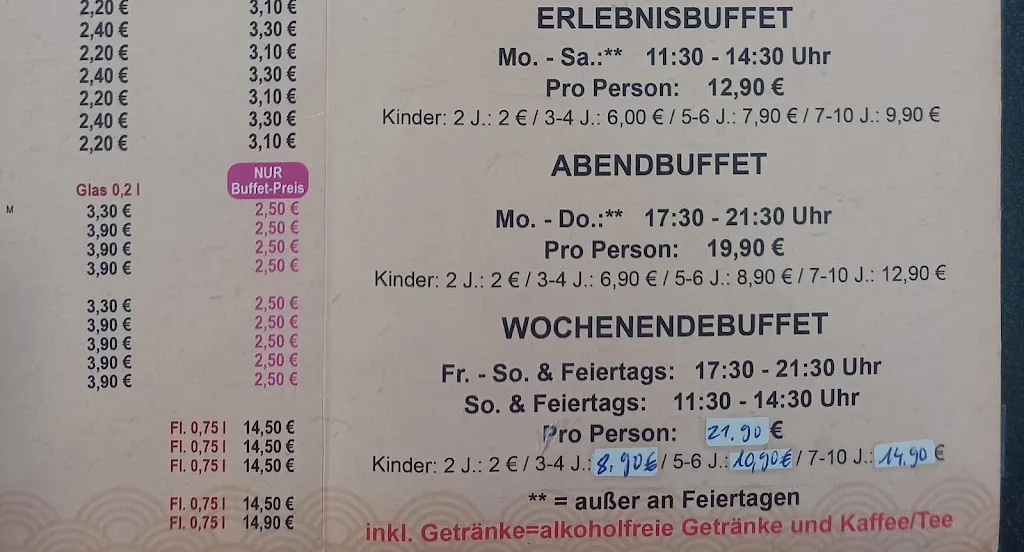 2,20 € 3,10 €
2,40 € 3,30 €
2,20 € 3,10 €
2,40 € 3,30 €
2,20 € 3,10 €
2,40 € 3,30 €
2,20 € 3,10 €
NUR
Glas 0,2 l Buffet-Preis
M 3,30 € 2,50 €
3,90 € 2,50 €
3,90 € 2,50 €
3,90 € 2,50 €
3,30 € 2,50 €
3,90 € 2,50 €
3,90 € 2,50 €
3,90 € 2,50 €
3,90 € 2,50 €
Fl. 0,75 l 14,50 €
Fl. 0,75 l 14,50 €
Fl. 0,75 l 14,50 €
Fl. 0,75 l 14,50 €
Fl. 0,75 l 14,90 €
ERLEBNISBUFFET
Mo. - Sa.:** 11:30 - 14:30 Uhr
Pro Person: 12,90 €
Kinder: 2 J.: 2 € / 3-4 J.: 6,00 € / 5-6 J.: 7,90 € / 7-10 J.: 9,90 €
ABENDBUFFET
Mo. - Do.:** 17:30 - 21:30 Uhr
Pro Person: 19,90 €
Kinder: 2 J.: 2 € / 3-4 J.: 6,90 € / 5-6 J.: 8,90 € / 7-10 J.: 12,90 €
WOCHENENDEBUFFET
Fr. - So. & Feiertags: 17:30 - 21:30 Uhr
So. & Feiertags: 11:30 - 14:30 Uhr
Pro Person: 21.90 €
Kinder: 2 J.: 2 € / 3-4 J.: 8,90€ / 5-6 J.: 10,90€ / 7-10 J.: 14.90 €
** = außer an Feiertagen
inkl. Getränke=alkoholfreie Getränke und Kaffee/Tee